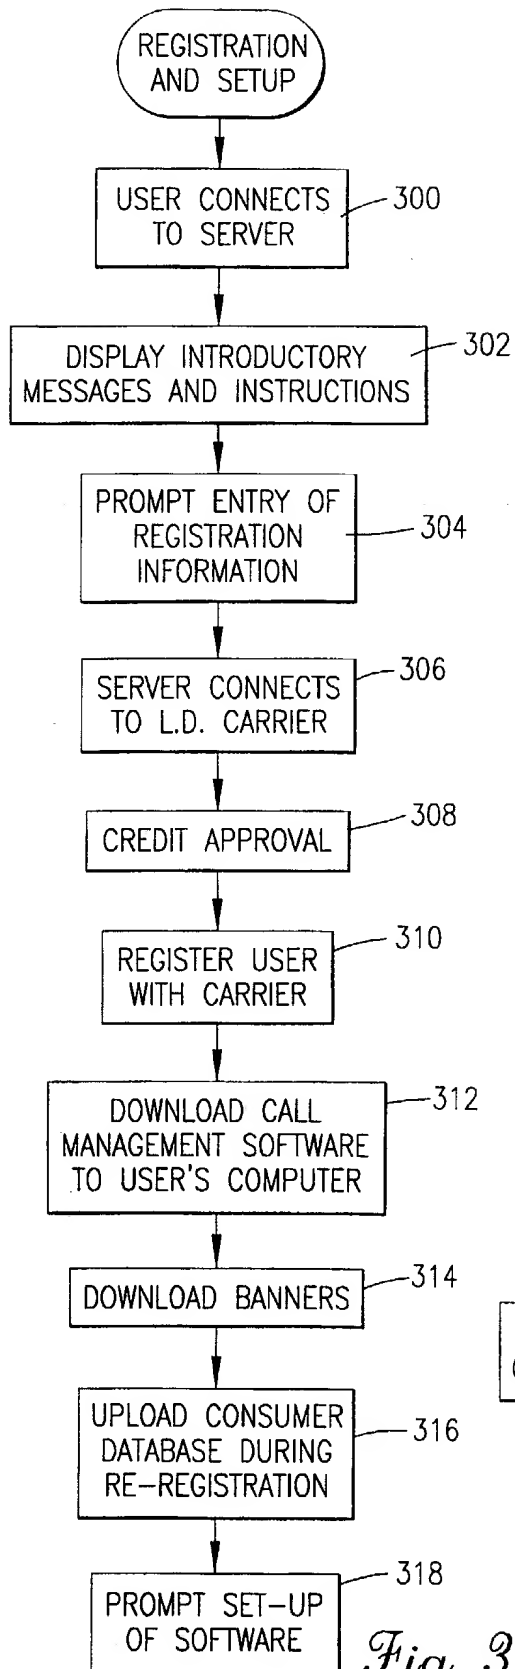 REGISTRATION
AND SETUP
USER CONNECTS
TO SERVER
300
DISPLAY INTRODUCTORY
MESSAGES AND INSTRUCTIONS
302
PROMPT ENTRY OF
REGISTRATION
INFORMATION
304
SERVER CONNECTS
TO L.D. CARRIER
306
CREDIT APPROVAL
308
REGISTER USER
WITH CARRIER
310
DOWNLOAD CALL
MANAGEMENT SOFTWARE
TO USER'S COMPUTER
312
DOWNLOAD BANNERS
314
UPLOAD CONSUMER
DATABASE DURING
RE-REGISTRATION
316
PROMPT SET-UP
OF SOFTWARE
318
Fig. 3